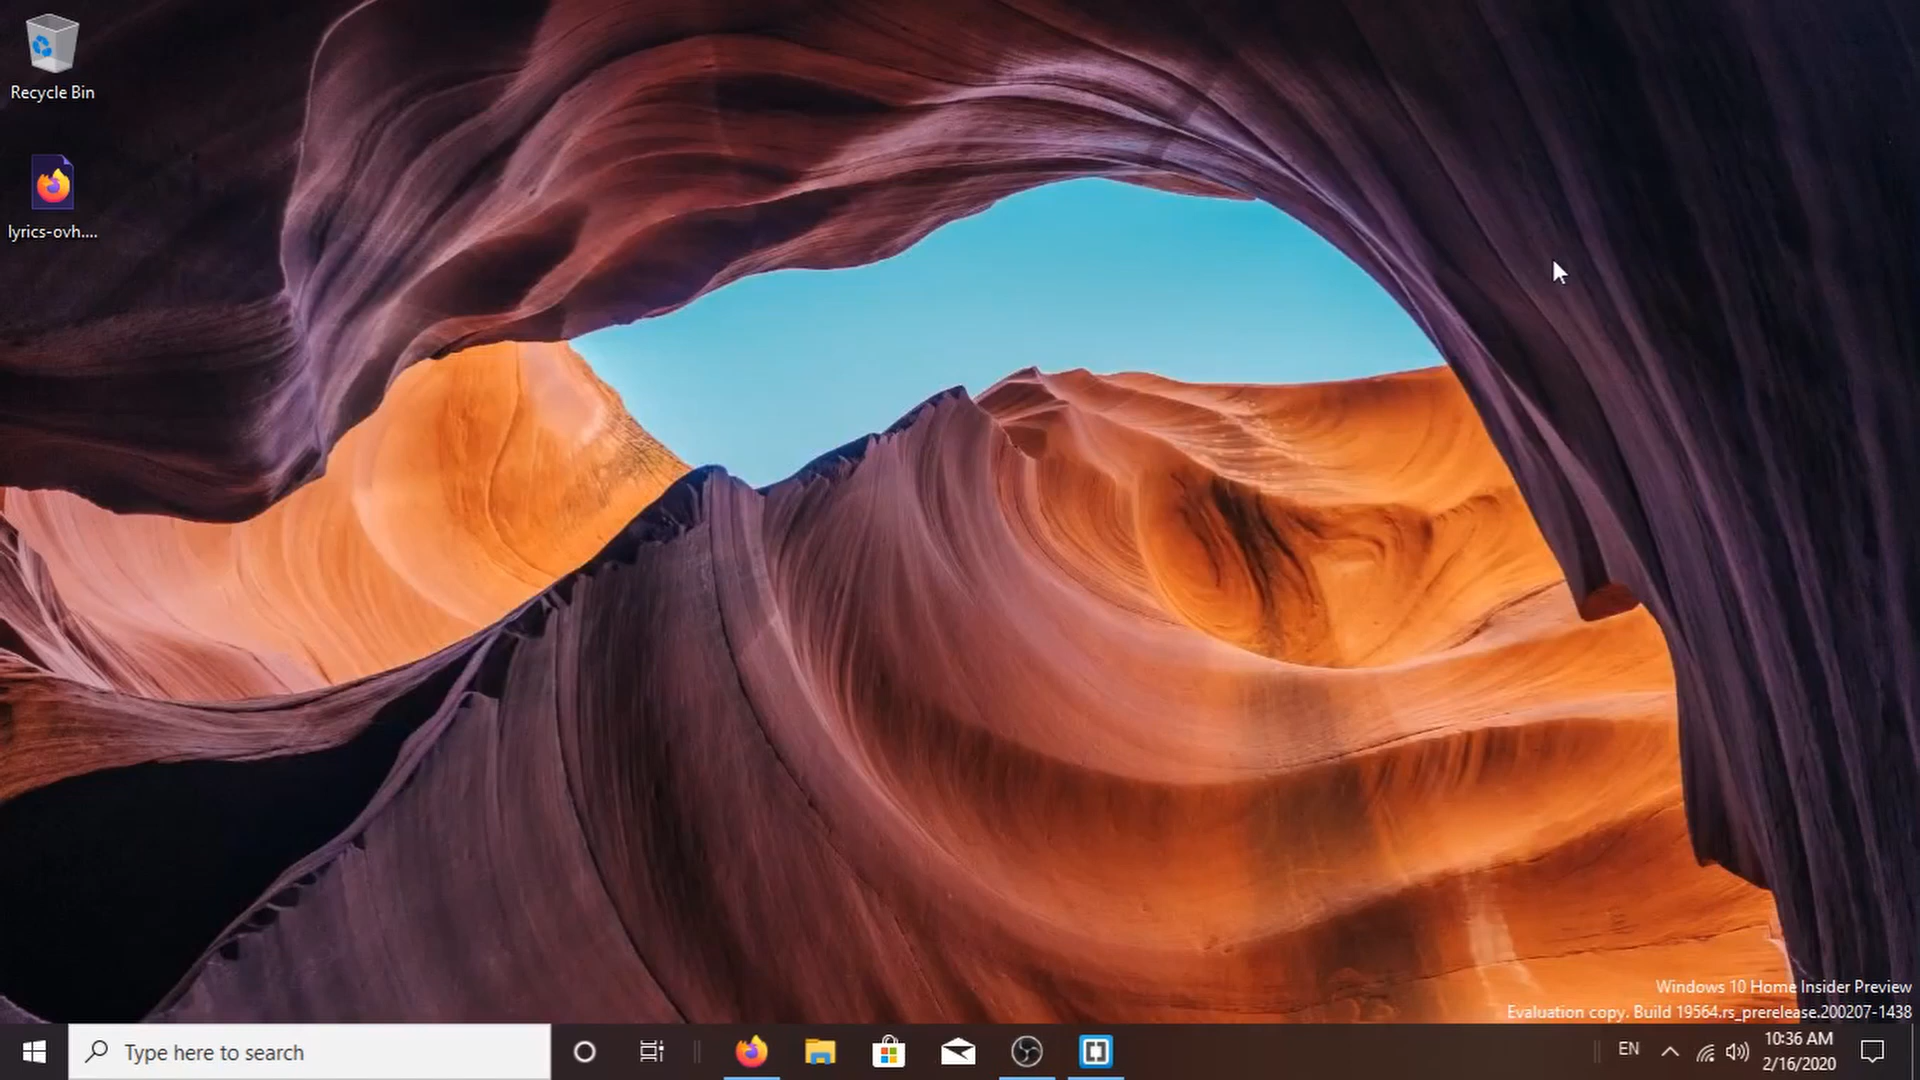 Recycle Bin
lyrics-ovh....
Windows 10 Home Insider Preview
Evaluation copy. Build 19564.rs_prerelease.200207-1438
Type here to search
EN
10:36 AM
2/16/2020